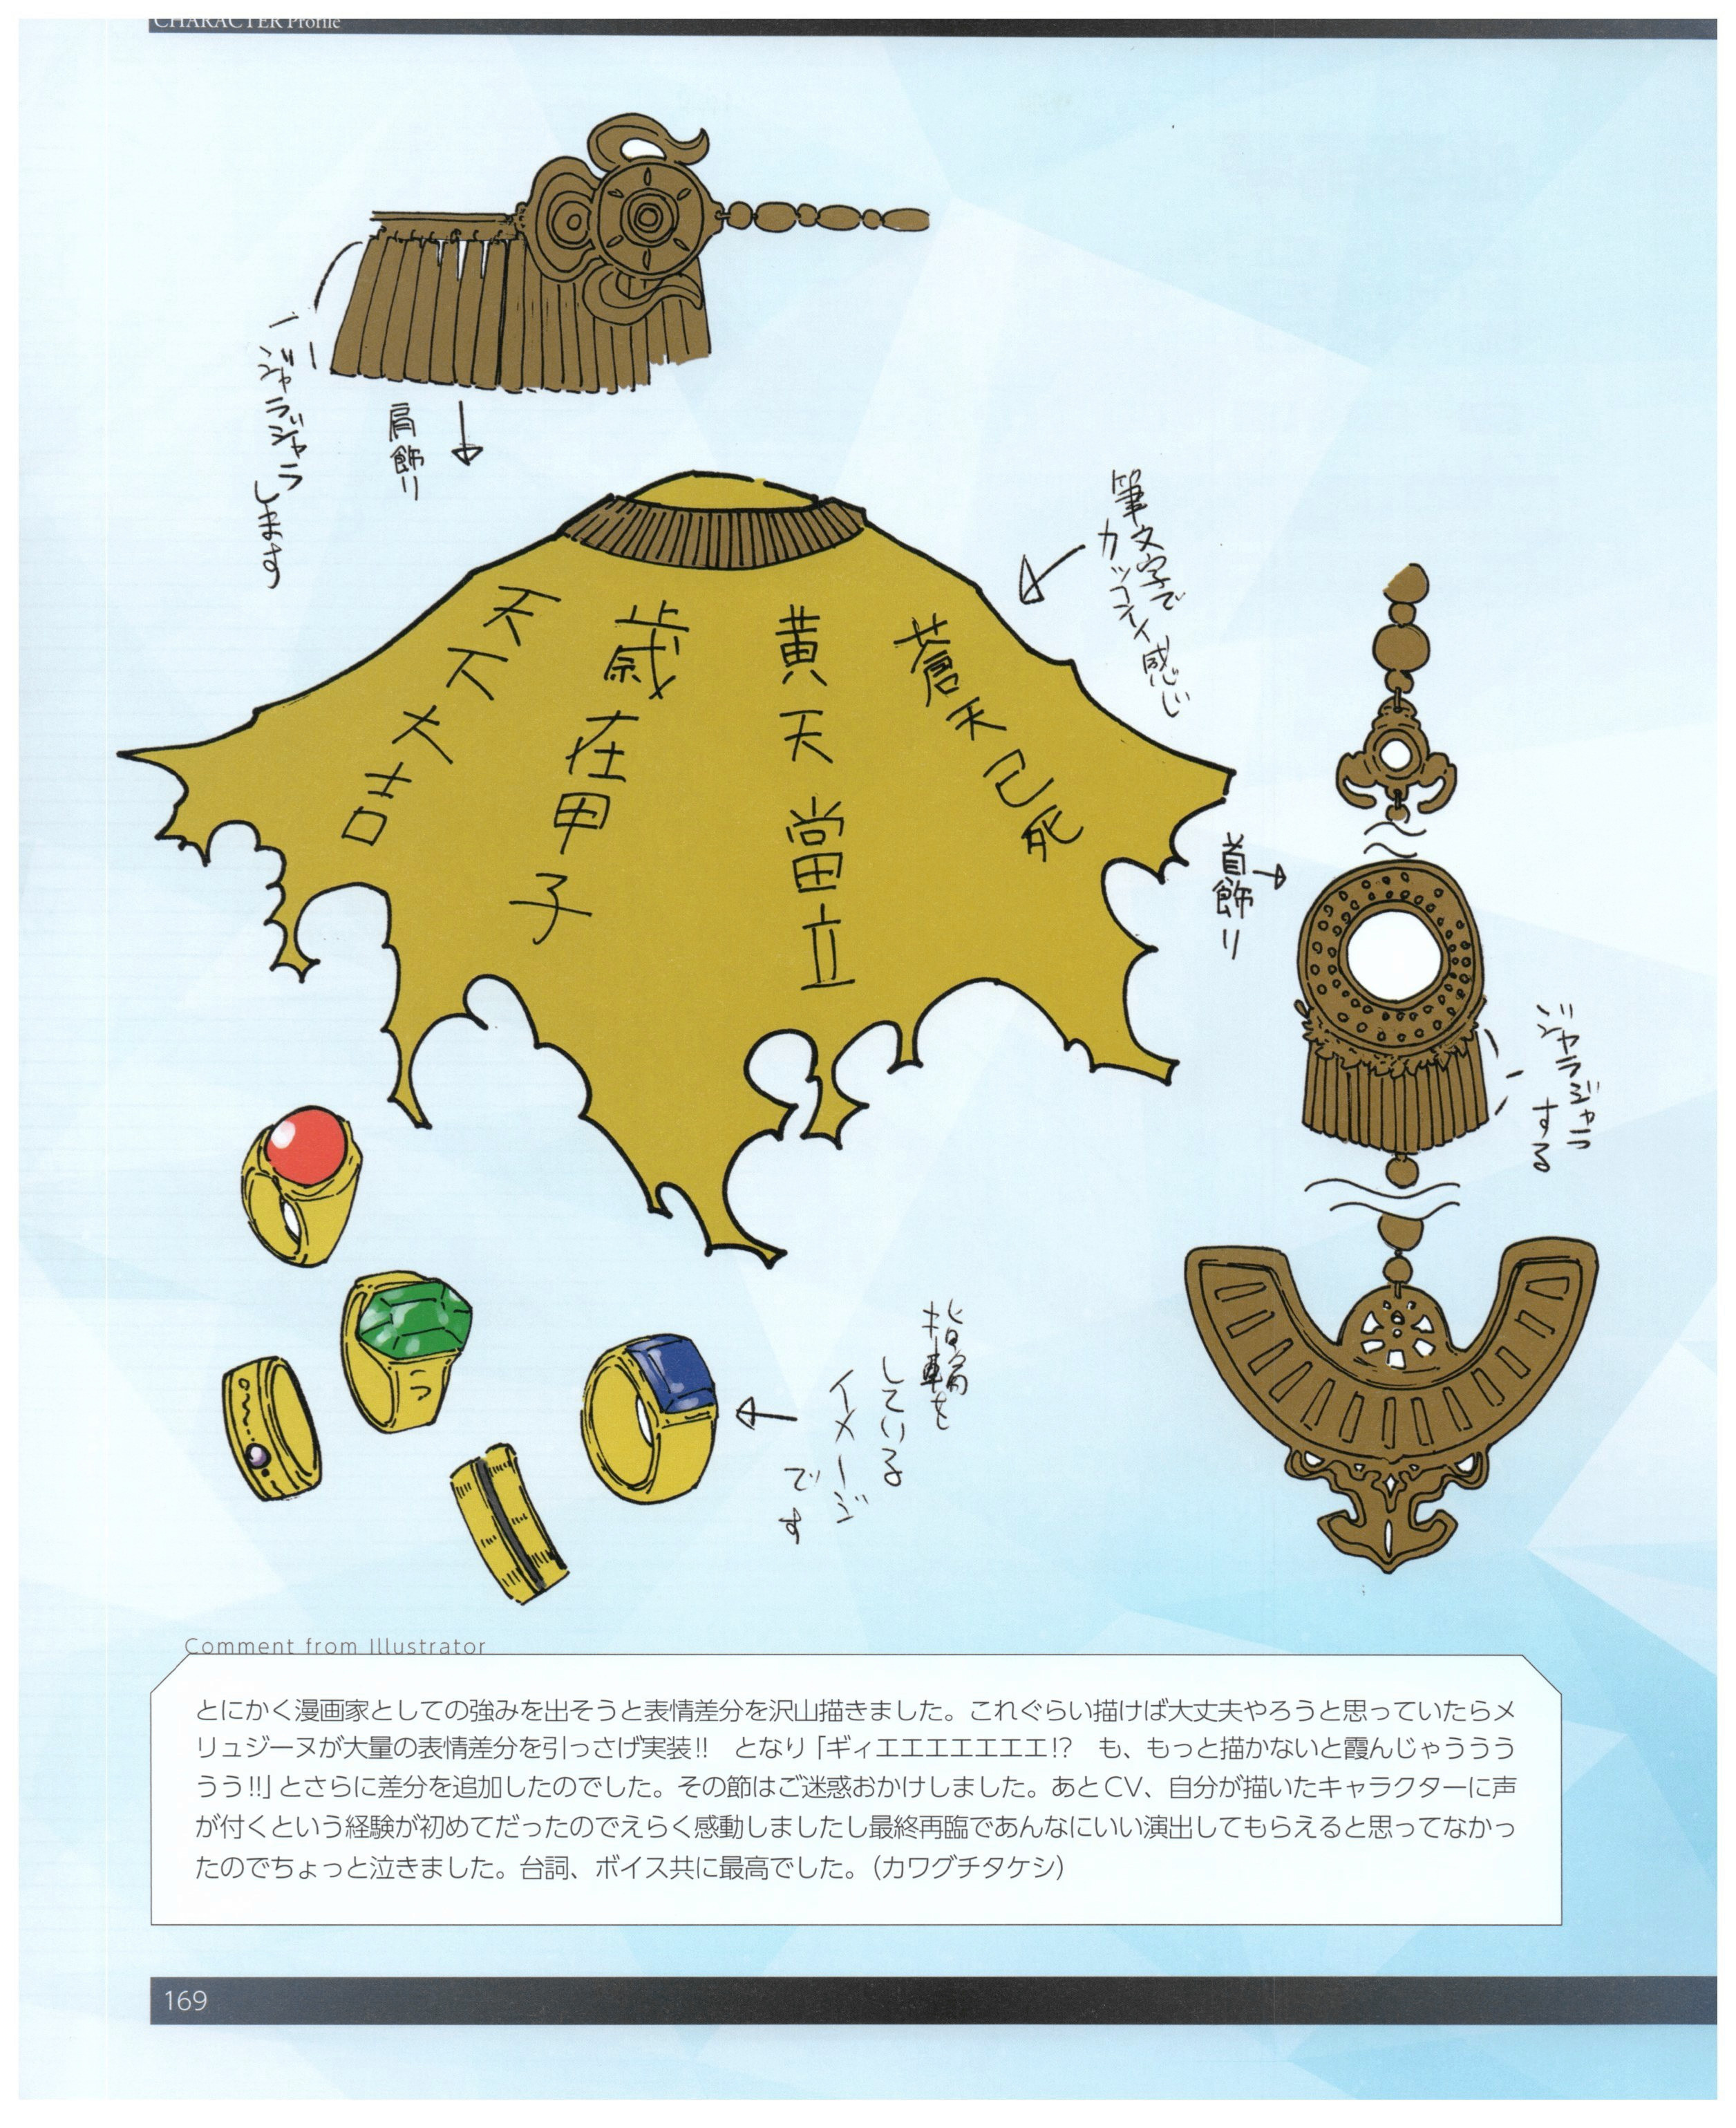 CHARACTER Profile
ジャラジャラします
肩飾り
筆文字で
カッコイイ感じ
蒼天已死
黄天當立
歳在甲子
天下大吉
首飾り
ジャラジャラ
する
指輪を
している
イメージ
です
Comment from Illustrator
とにかく漫画家としての強みを出そうと表情差分を沢山描きました。これぐらい描けば大丈夫やろうと思っていたらメ
リュジーヌが大量の表情差分を引っさげ実装!!　となり「ギィエエエエエエエ!?　も、もっと描かないと霞んじゃううう
うう!!」とさらに差分を追加したのでした。その節はご迷惑おかけしました。あとCV、自分が描いたキャラクターに声
が付くという経験が初めてだったのでえらく感動しましたし最終再臨であんなにいい演出してもらえると思ってなかっ
たのでちょっと泣きました。台詞、ボイス共に最高でした。（カワグチタケシ）
169